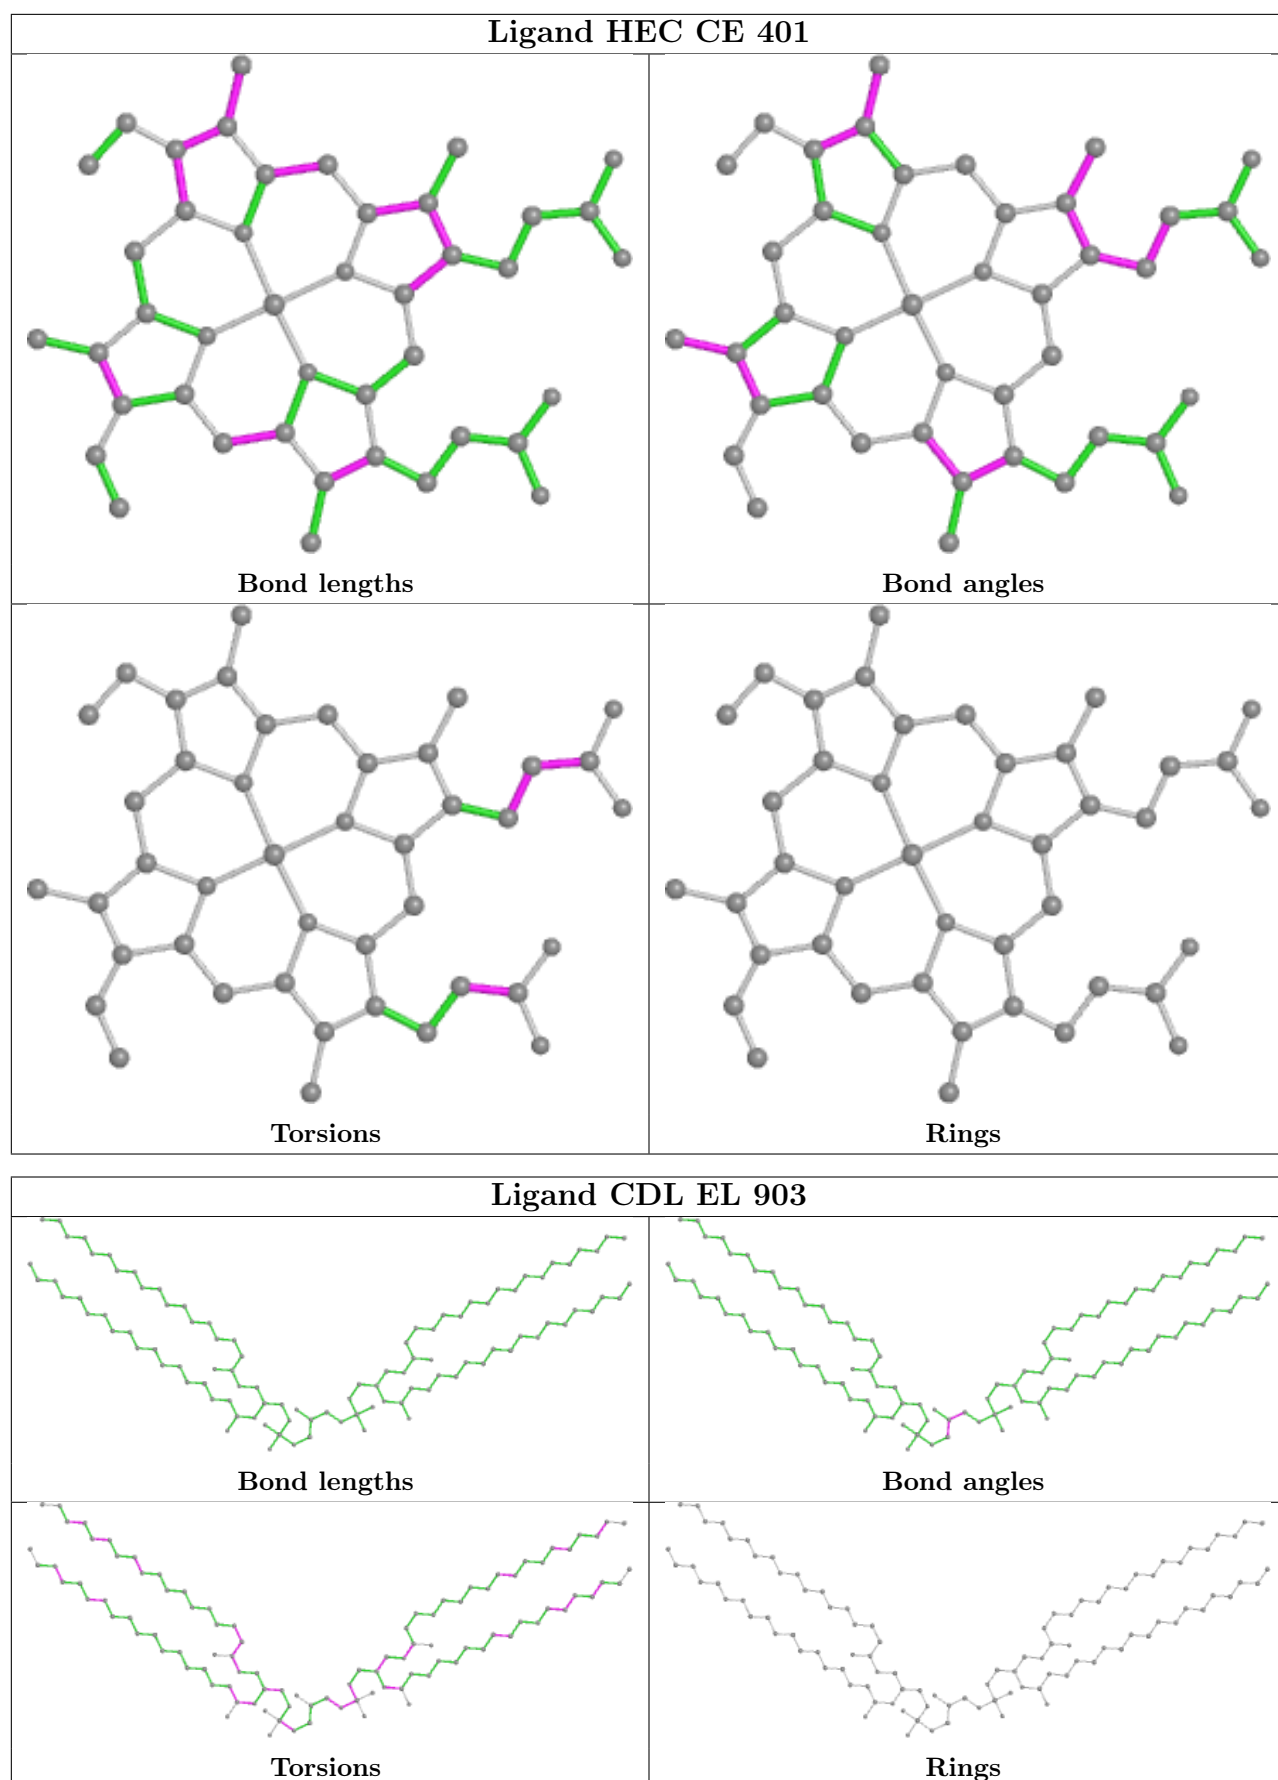 Ligand HEC CE 401
Bond lengths
Bond angles
Torsions
Rings
Ligand CDL EL 903
Bond lengths
Bond angles
Torsions
Rings